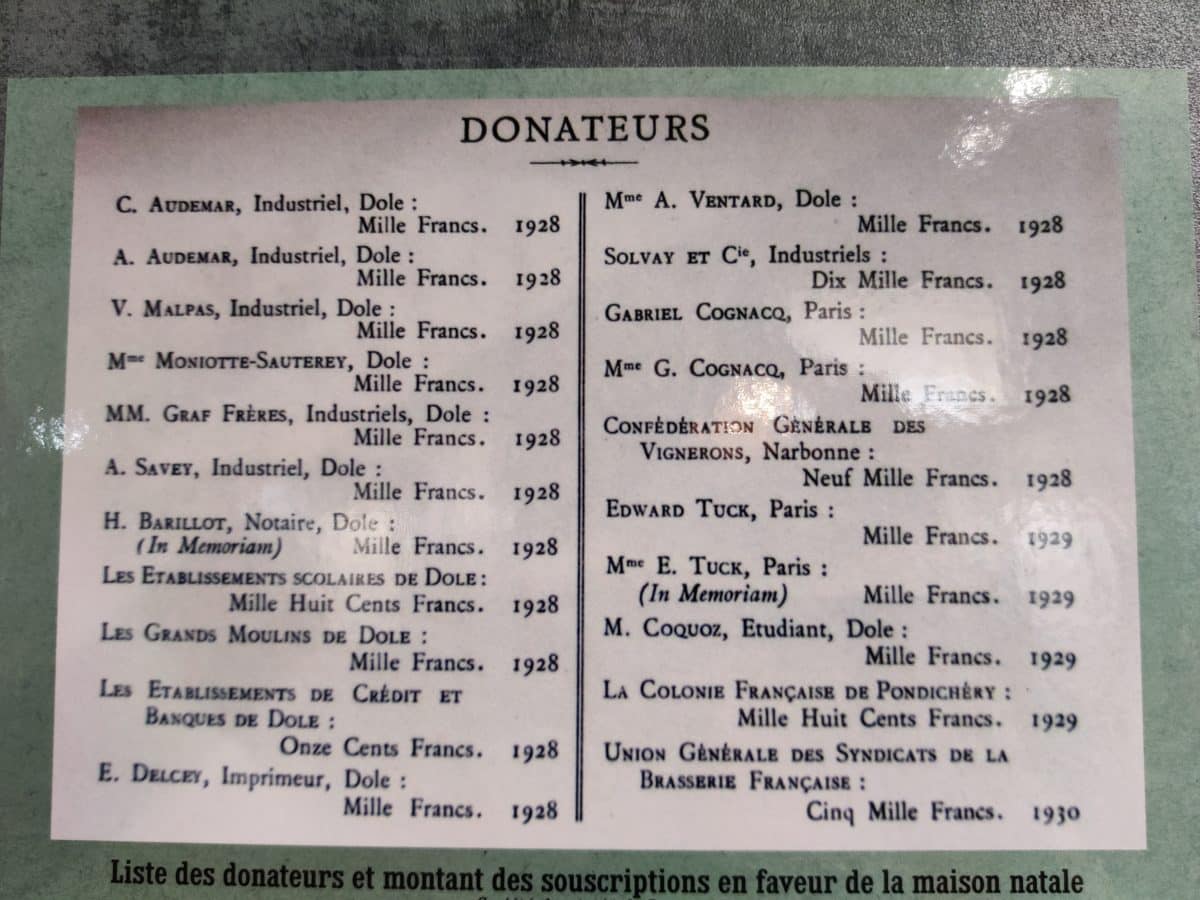 DONATEURS
C. AUDEMAR, Industriel, Dole :
Mille Francs. 1928
A. AUDEMAR, Industriel, Dole :
Mille Francs. 1928
V. MALPAS, Industriel, Dole :
Mille Francs. 1928
Mme MONIOTTE-SAUTEREY, Dole :
Mille Francs. 1928
MM. GRAF FRÈRES, Industriels, Dole :
Mille Francs. 1928
A. SAVEY, Industriel, Dole :
Mille Francs. 1928
H. BARILLOT, Notaire, Dole :
(In Memoriam) Mille Francs. 1928
LES ETABLISSEMENTS SCOLAIRES DE DOLE :
Mille Huit Cents Francs. 1928
LES GRANDS MOULINS DE DOLE :
Mille Francs. 1928
LES ETABLISSEMENTS DE CRÉDIT ET
BANQUES DE DOLE :
Onze Cents Francs. 1928
E. DELCEY, Imprimeur, Dole :
Mille Francs. 1928
Mme A. VENTARD, Dole :
Mille Francs. 1928
SOLVAY ET Cie, Industriels :
Dix Mille Francs. 1928
GABRIEL COGNACQ, Paris :
Mille Francs. 1928
Mme G. COGNACQ, Paris :
Mille Francs. 1928
CONFÉDÉRATION GÉNÉRALE DES
VIGNERONS, Narbonne :
Neuf Mille Francs. 1928
EDWARD TUCK, Paris :
Mille Francs. 1929
Mme E. TUCK, Paris :
(In Memoriam) Mille Francs. 1929
M. COQUOZ, Etudiant, Dole :
Mille Francs. 1929
LA COLONIE FRANÇAISE DE PONDICHÉRY :
Mille Huit Cents Francs. 1929
UNION GÉNÉRALE DES SYNDICATS DE LA
BRASSERIE FRANÇAISE :
Cinq Mille Francs. 1930
Liste des donateurs et montant des souscriptions en faveur de la maison natale